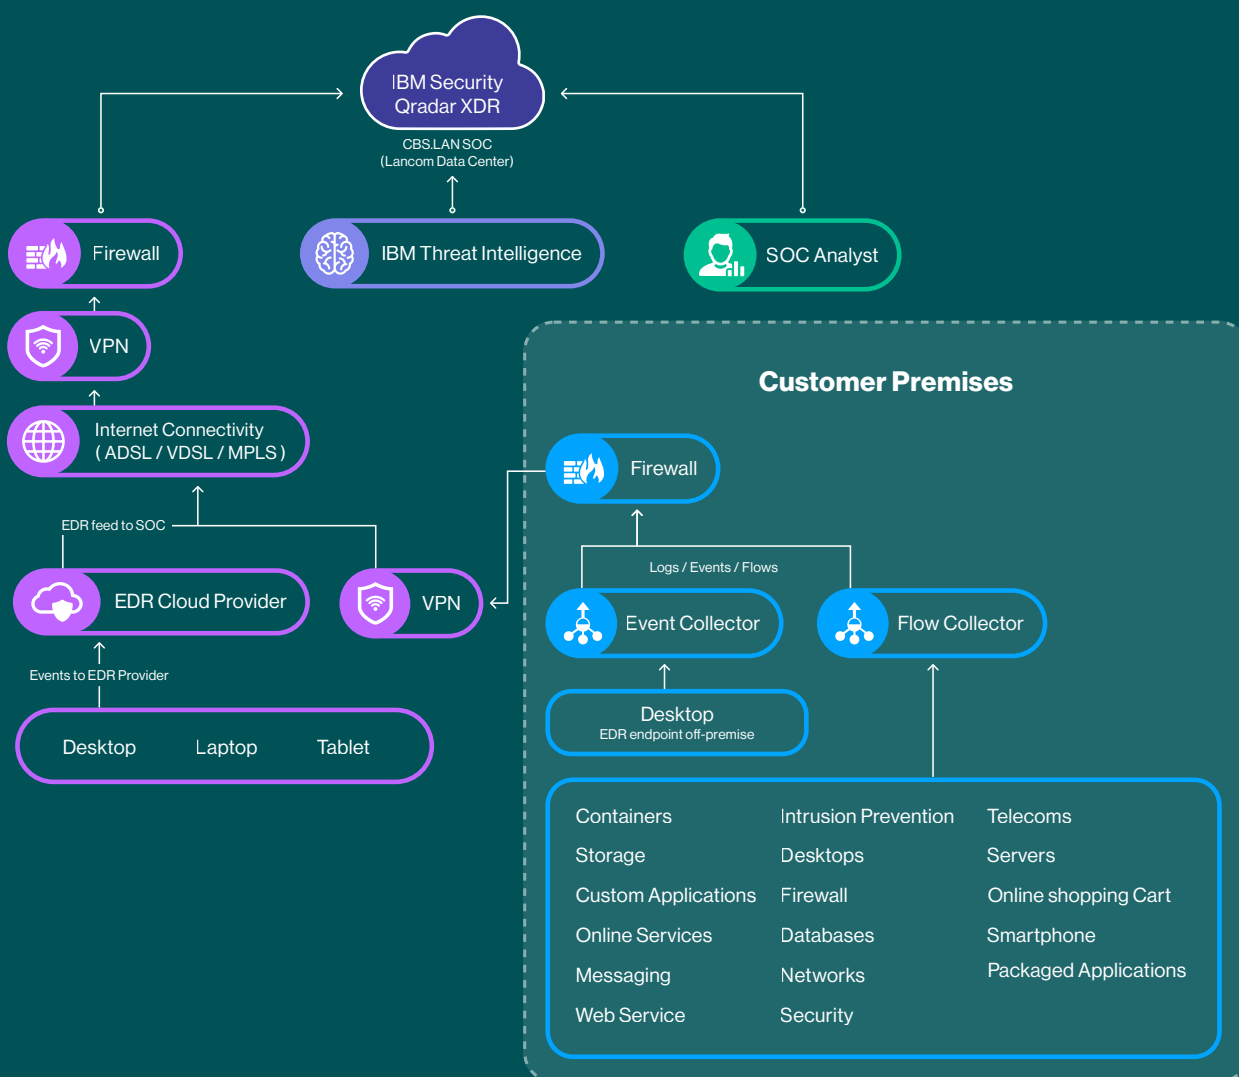 IBM Security
Qradar XDR
CBS.LAN SOC
(Lancom Data Center)
Firewall
IBM Threat Intelligence
SOC Analyst
VPN
Internet Connectivity
( ADSL / VDSL / MPLS )
EDR feed to SOC
EDR Cloud Provider
VPN
Events to EDR Provider
Desktop Laptop Tablet
Customer Premises
Firewall
Logs / Events / Flows
Event Collector
Flow Collector
Desktop
EDR endpoint off-premise
Containers
Storage
Custom Applications
Online Services
Messaging
Web Service
Intrusion Prevention
Desktops
Firewall
Databases
Networks
Security
Telecoms
Servers
Online shopping Cart
Smartphone
Packaged Applications